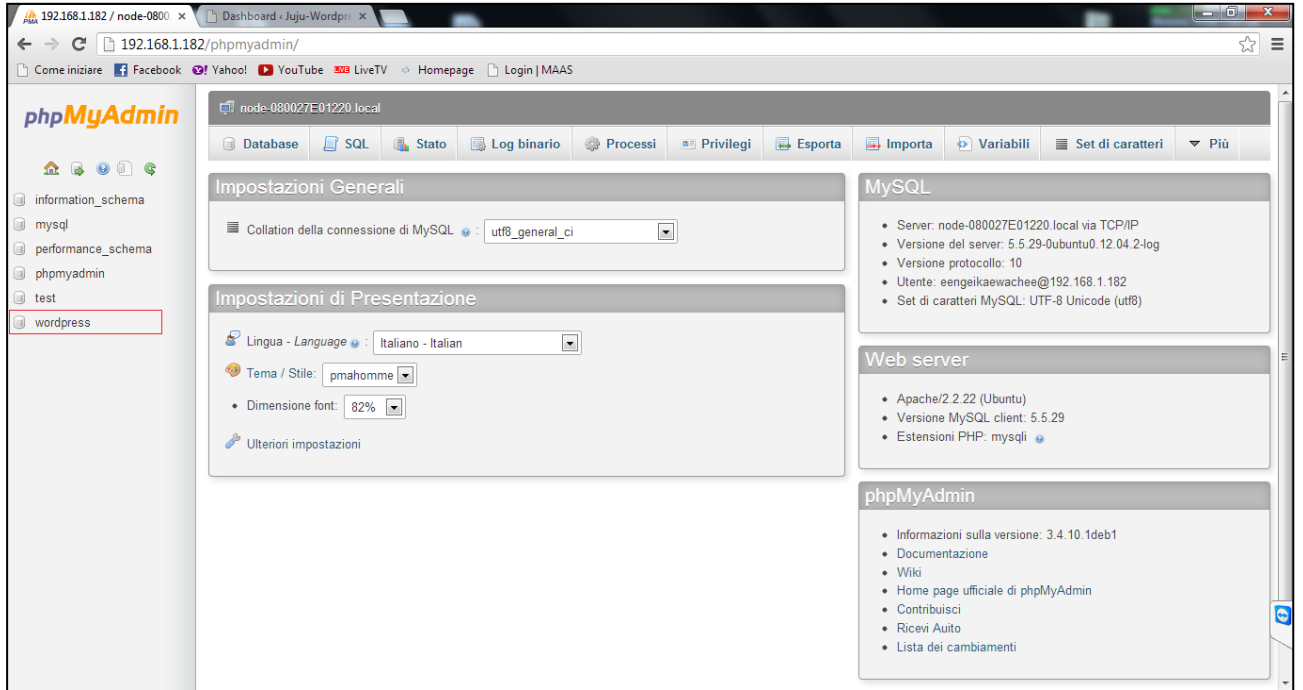 192.168.1.182 / node-0800
Dashboard ‹ Juju-Wordpre
192.168.1.182/phpmyadmin/
Come iniziare Facebook Yahoo! YouTube LiveTV Homepage Login | MAAS
phpMyAdmin
information_schema
mysql
performance_schema
phpmyadmin
test
wordpress
node-080027E01220.local
Database SQL Stato Log binario Processi Privilegi Esporta Importa Variabili Set di caratteri Più
Impostazioni Generali
Collation della connessione di MySQL : utf8_general_ci
Impostazioni di Presentazione
Lingua - Language : Italiano - Italian
Tema / Stile: pmahomme
Dimensione font: 82%
Ulteriori impostazioni
MySQL
Server: node-080027E01220.local via TCP/IP
Versione del server: 5.5.29-0ubuntu0.12.04.2-log
Versione protocollo: 10
Utente: eengeikaewachee@192.168.1.182
Set di caratteri MySQL: UTF-8 Unicode (utf8)
Web server
Apache/2.2.22 (Ubuntu)
Versione MySQL client: 5.5.29
Estensioni PHP: mysqli
phpMyAdmin
Informazioni sulla versione: 3.4.10.1deb1
Documentazione
Wiki
Home page ufficiale di phpMyAdmin
Contribuisci
Ricevi Auito
Lista dei cambiamenti